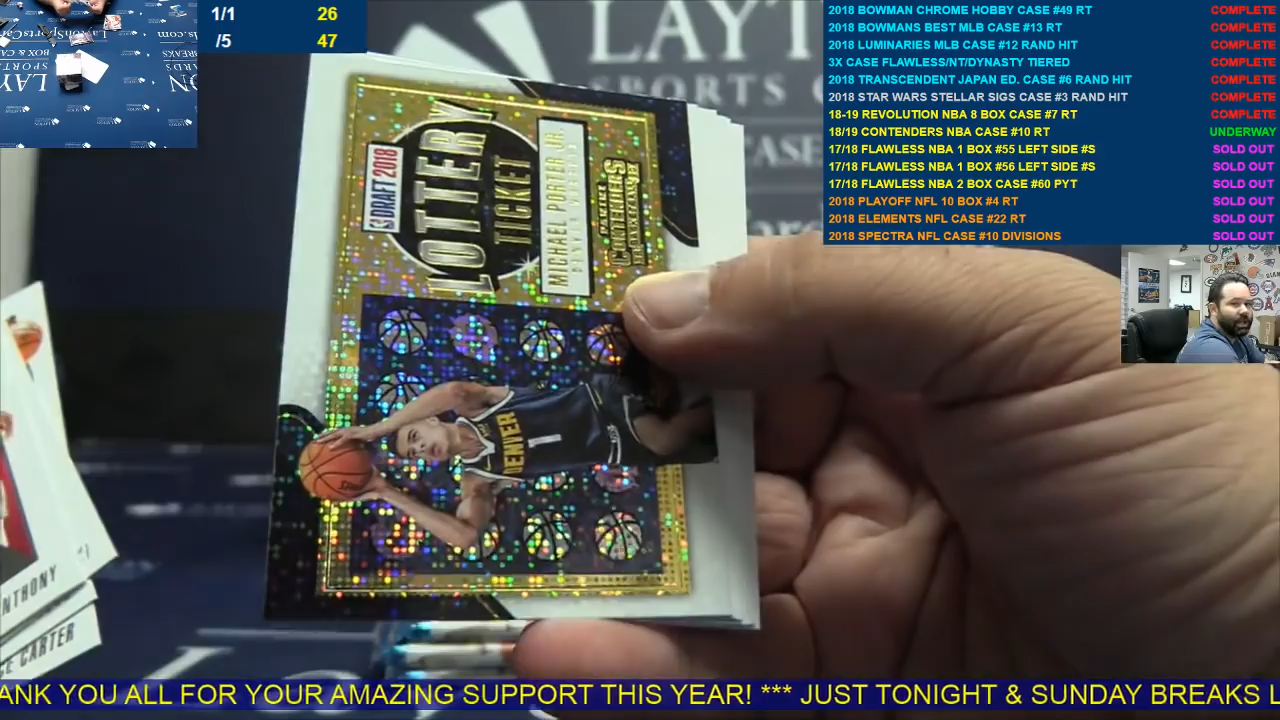 1/1 26
/5 47
2018 BOWMAN CHROME HOBBY CASE #49 RT COMPLETE
2018 BOWMANS BEST MLB CASE #13 RT COMPLETE
2018 LUMINARIES MLB CASE #12 RAND HIT COMPLETE
3X CASE FLAWLESS/NT/DYNASTY TIERED COMPLETE
2018 TRANSCENDENT JAPAN ED. CASE #6 RAND HIT COMPLETE
2018 STAR WARS STELLAR SIGS CASE #3 RAND HIT COMPLETE
18-19 REVOLUTION NBA 8 BOX CASE #7 RT COMPLETE
18/19 CONTENDERS NBA CASE #10 RT UNDERWAY
17/18 FLAWLESS NBA 1 BOX #55 LEFT SIDE #S SOLD OUT
17/18 FLAWLESS NBA 1 BOX #56 LEFT SIDE #S SOLD OUT
17/18 FLAWLESS NBA 2 BOX CASE #60 PYT SOLD OUT
2018 PLAYOFF NFL 10 BOX #4 RT SOLD OUT
2018 ELEMENTS NFL CASE #22 RT SOLD OUT
2018 SPECTRA NFL CASE #10 DIVISIONS SOLD OUT
LAYT
SPORTS C
CASE
DRAFT 2018
LOTTERY
TICKET
MICHAEL PORTER JR.
DENVER
PANINI
CONTENDERS
DENVER
1
NTHONY
CE CARTER
ANK YOU ALL FOR YOUR AMAZING SUPPORT THIS YEAR! *** JUST TONIGHT & SUNDAY BREAKS L